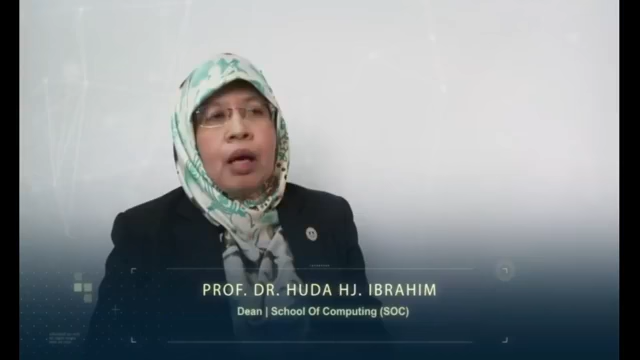 PROF. DR. HUDA HJ. IBRAHIM
Dean | School Of Computing (SOC)